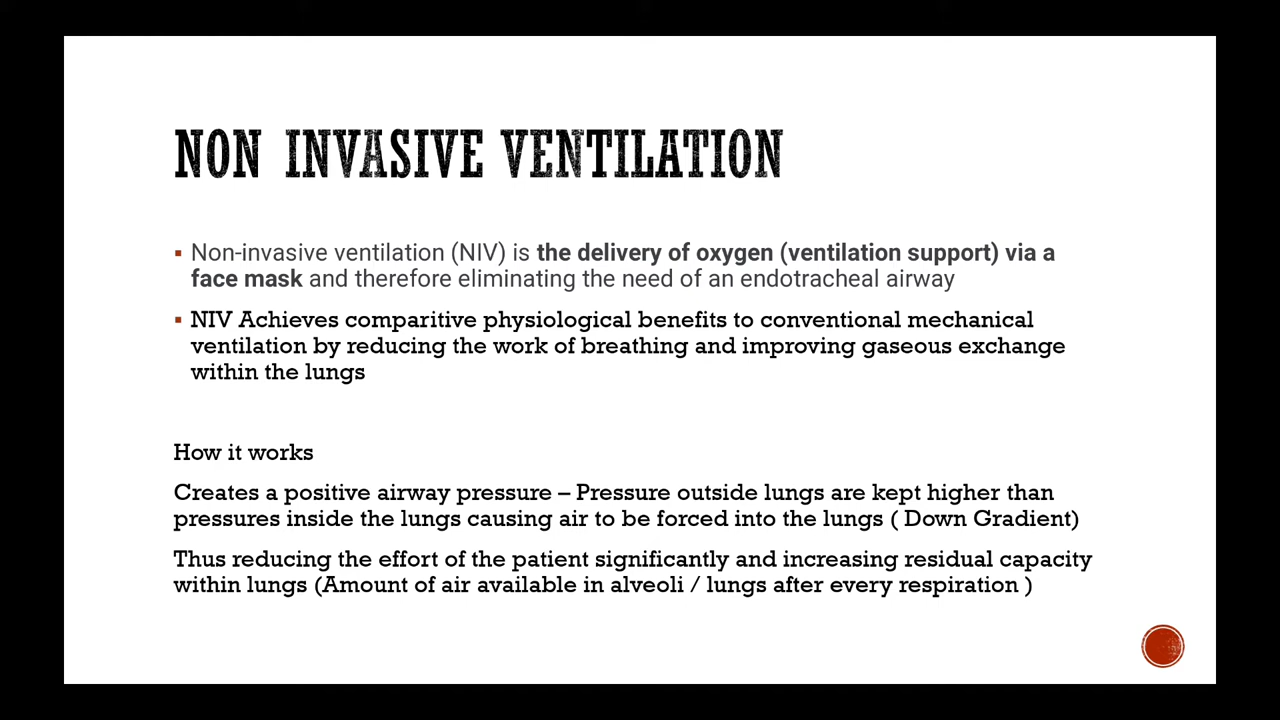 NON INVASIVE VENTILATION
▪ Non-invasive ventilation (NIV) is the delivery of oxygen (ventilation support) via a
face mask and therefore eliminating the need of an endotracheal airway
▪ NIV Achieves comparitive physiological benefits to conventional mechanical
ventilation by reducing the work of breathing and improving gaseous exchange
within the lungs
How it works
Creates a positive airway pressure – Pressure outside lungs are kept higher than
pressures inside the lungs causing air to be forced into the lungs ( Down Gradient)
Thus reducing the effort of the patient significantly and increasing residual capacity
within lungs (Amount of air available in alveoli / lungs after every respiration )